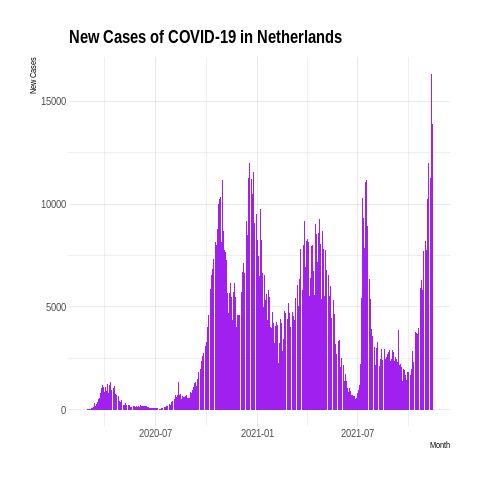 New Cases of COVID-19 in Netherlands
New Cases
15000
10000
5000
0
2020-07
2021-01
2021-07
Month